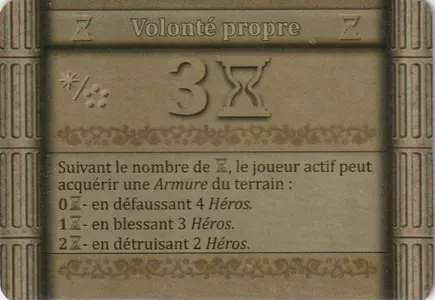 Volonté propre
3
Suivant le nombre de ⌛, le joueur actif peut
acquérir une Armure du terrain :
0 ⌛- en défaussant 4 Héros.
1 ⌛- en blessant 3 Héros.
2 ⌛- en détruisant 2 Héros.